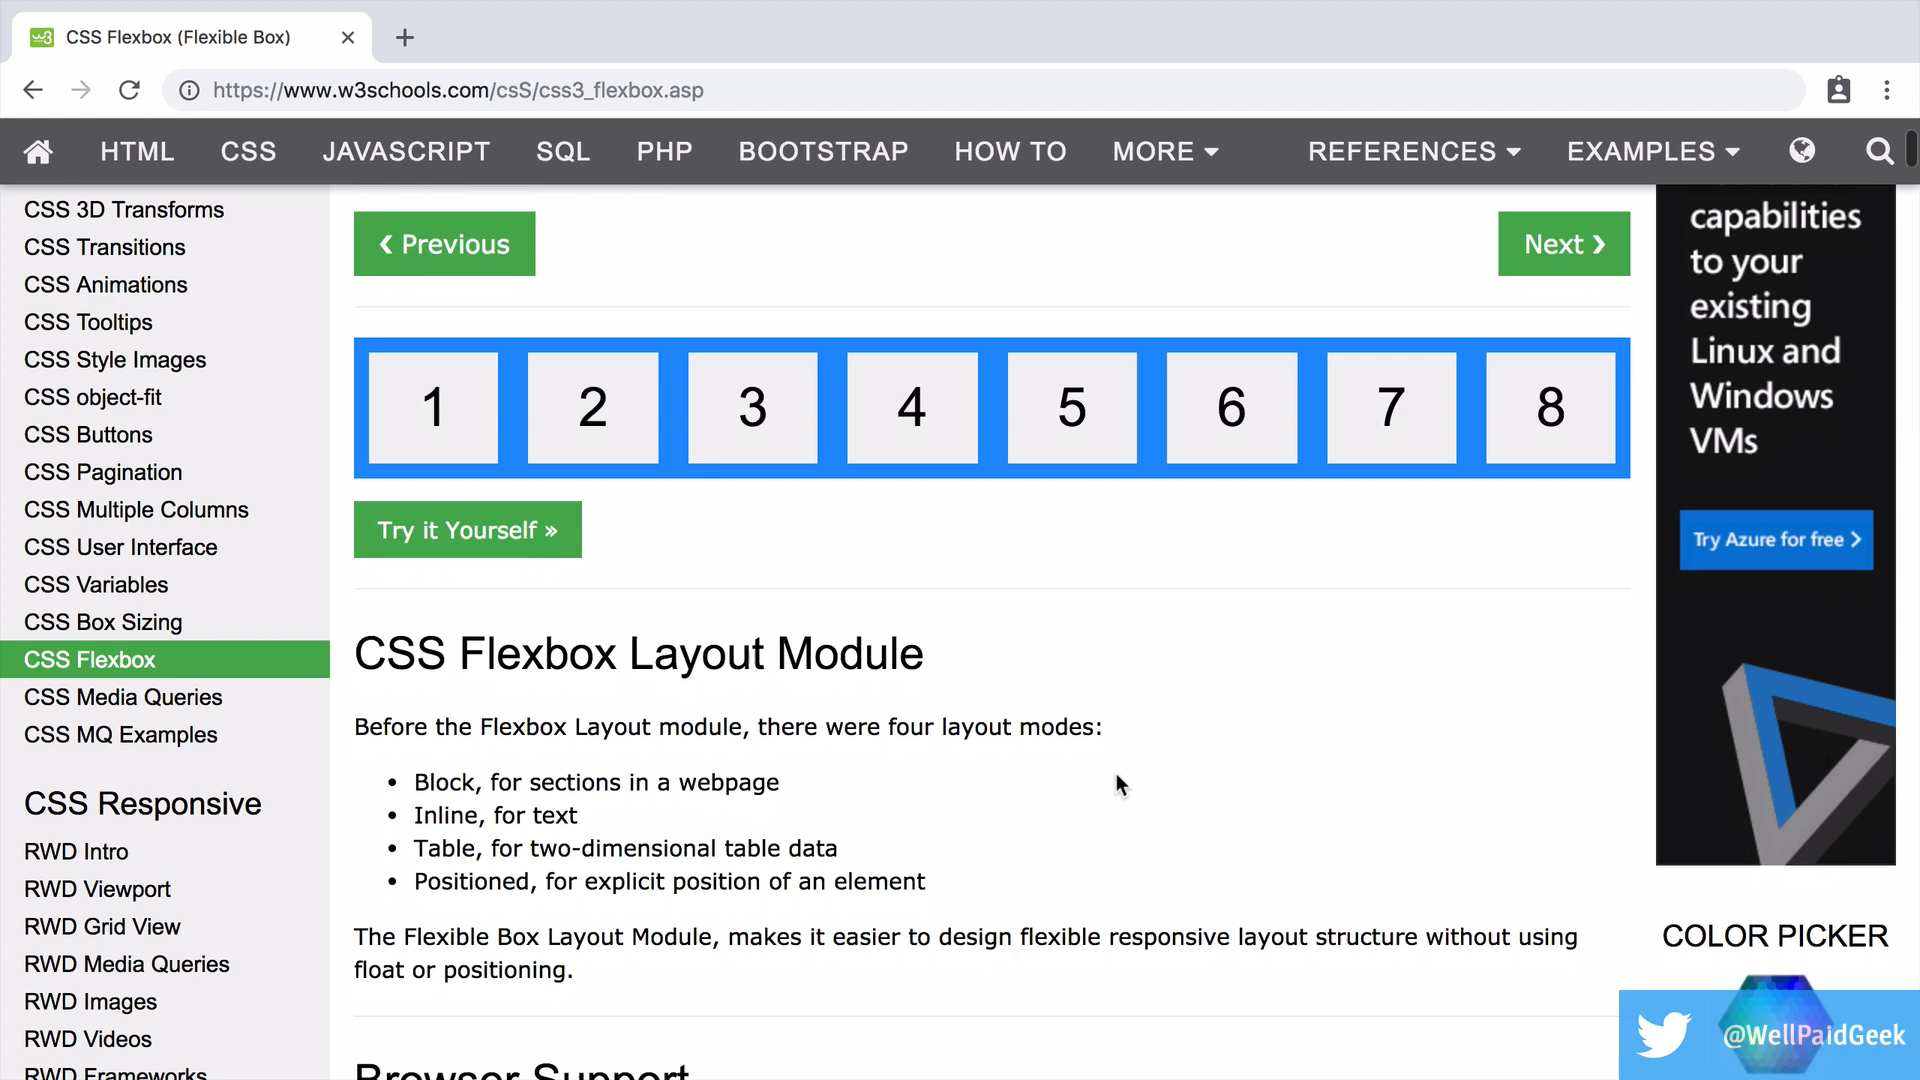 CSS Flexbox (Flexible Box)
https://www.w3schools.com/csS/css3_flexbox.asp
HTML CSS JAVASCRIPT SQL PHP BOOTSTRAP HOW TO MORE REFERENCES EXAMPLES
CSS 3D Transforms
CSS Transitions
CSS Animations
CSS Tooltips
CSS Style Images
CSS object-fit
CSS Buttons
CSS Pagination
CSS Multiple Columns
CSS User Interface
CSS Variables
CSS Box Sizing
CSS Flexbox
CSS Media Queries
CSS MQ Examples
CSS Responsive
RWD Intro
RWD Viewport
RWD Grid View
RWD Media Queries
RWD Images
RWD Videos
RWD Frameworks
❮ Previous
Next ❯
1 2 3 4 5 6 7 8
Try it Yourself »
CSS Flexbox Layout Module
Before the Flexbox Layout module, there were four layout modes:
• Block, for sections in a webpage
• Inline, for text
• Table, for two-dimensional table data
• Positioned, for explicit position of an element
The Flexible Box Layout Module, makes it easier to design flexible responsive layout structure without using
float or positioning.
Browser Support
capabilities
to your
existing
Linux and
Windows
VMs
Try Azure for free
COLOR PICKER
@WellPaidGeek